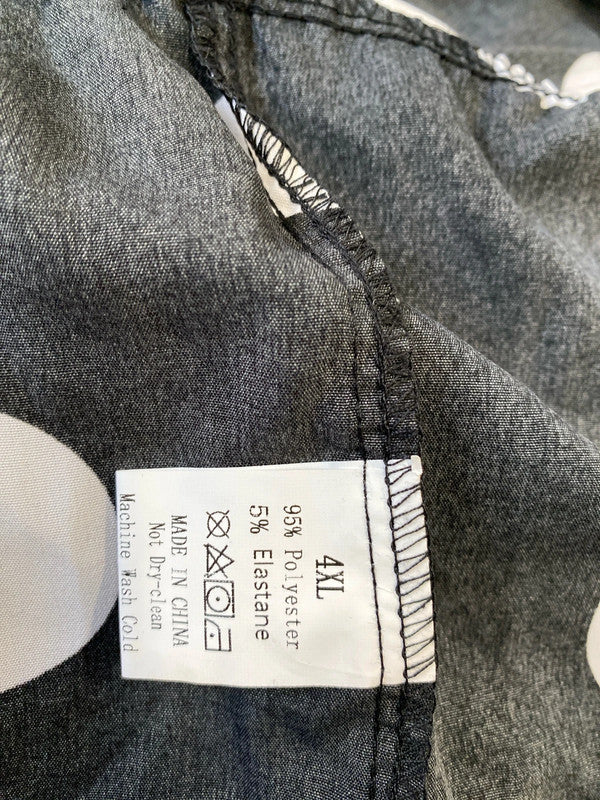 4XL
95% Polyester
5% Elastane
MADE IN CHINA
Not Dry-clean
Machine Wash Cold